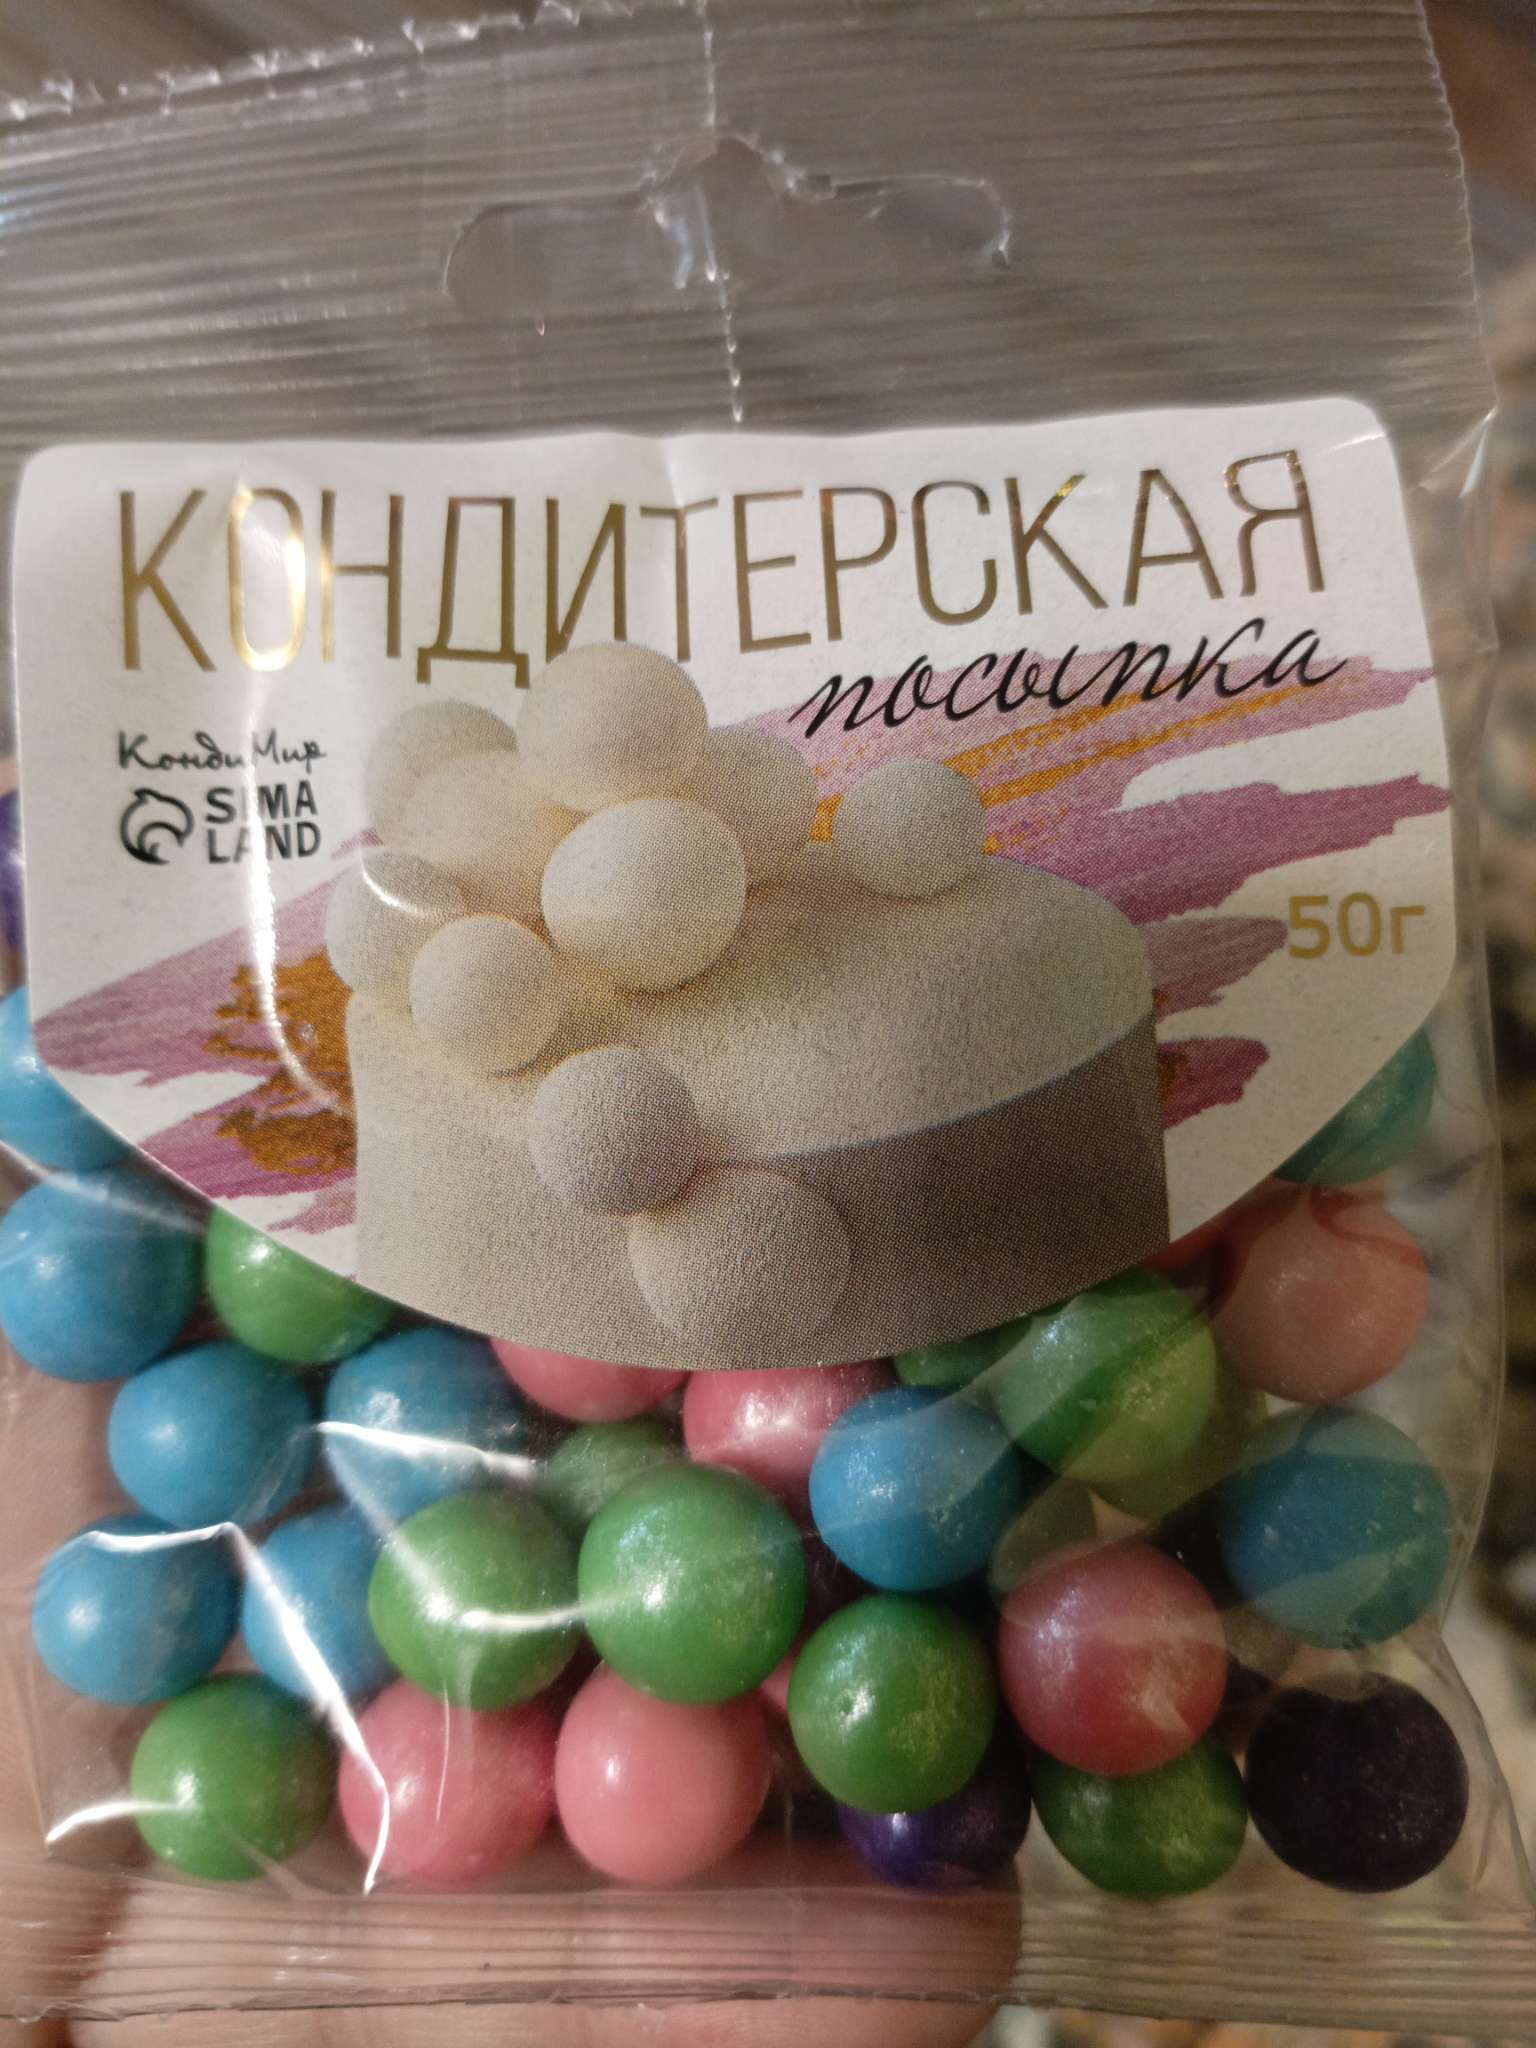 КОНДИТЕРСКАЯ
посыпка
КондиМир
SIMA
LAND
50г